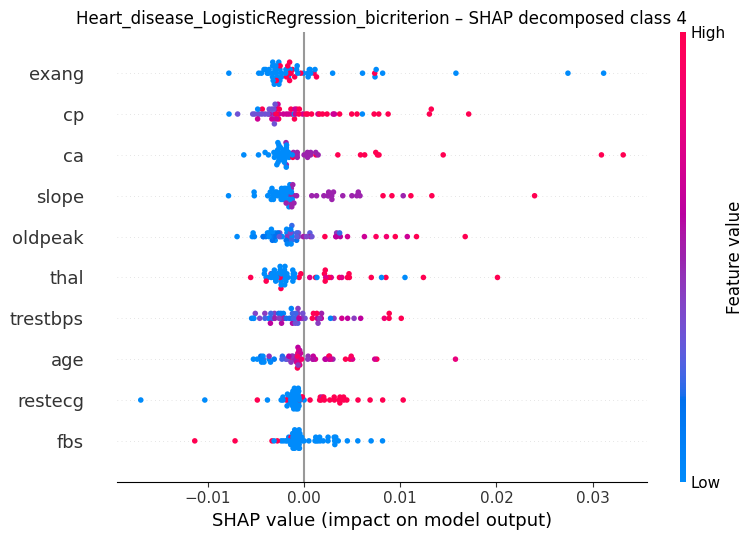 Heart_disease_LogisticRegression_bicriterion – SHAP decomposed class 4
High
exang
cp
ca
slope
oldpeak
thal
trestbps
age
restecg
fbs
Feature value
Low
−0.01 0.00 0.01 0.02 0.03
SHAP value (impact on model output)